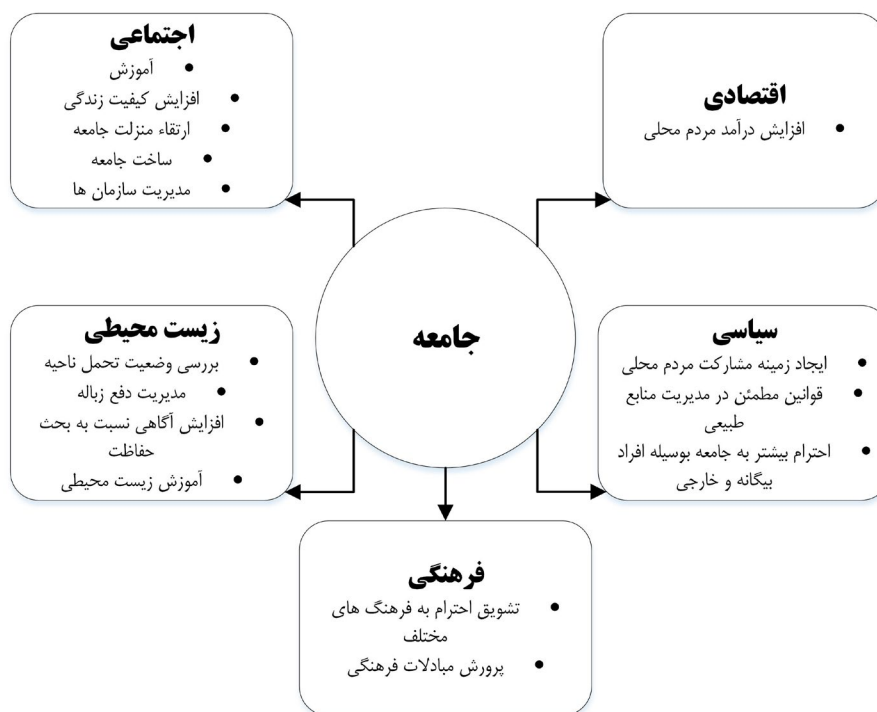 اجتماعی
• آموزش
• افزایش کیفیت زندگی
• ارتقاء منزلت جامعه
• ساخت جامعه
• مدیریت سازمان ها
اقتصادی
• افزایش درآمد مردم محلی
جامعه
زیست محیطی
• بررسی وضعیت تحمل ناحیه
• مدیریت دفع زباله
• افزایش آگاهی نسبت به بحث
حفاظت
• آموزش زیست محیطی
سیاسی
• ایجاد زمینه مشارکت مردم محلی
• قوانین مطمئن در مدیریت منابع
طبیعی
• احترام بیشتر به جامعه بوسیله افراد
بیگانه و خارجی
فرهنگی
• تشویق احترام به فرهنگ های
مختلف
• پرورش مبادلات فرهنگی